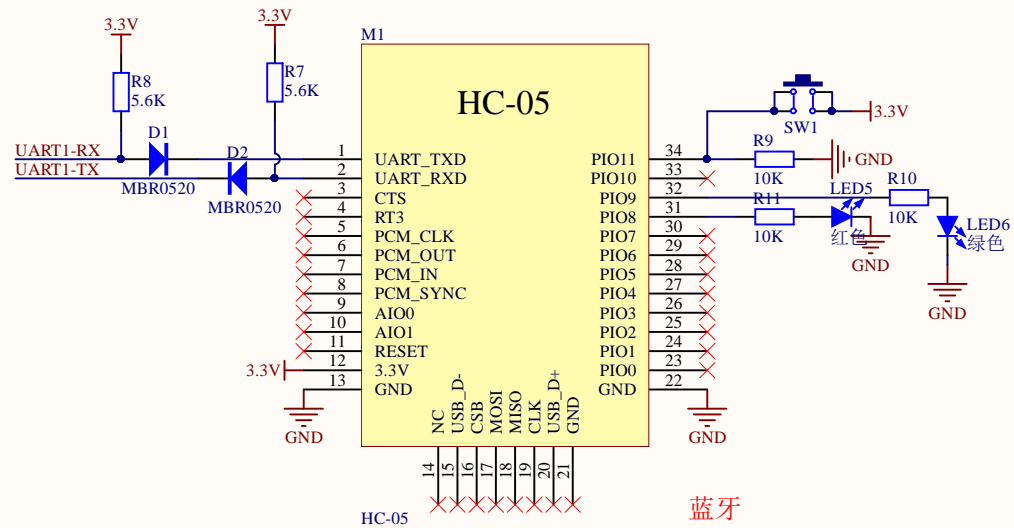 3.3V
3.3V
M1
R8
5.6K
R7
5.6K
HC-05
SW1
3.3V
UART1-RX
D1
MBR0520
UART1-TX
D2
MBR0520
1 UART_TXD
2 UART_RXD
3 CTS
4 RT3
5 PCM_CLK
6 PCM_OUT
7 PCM_IN
8 PCM_SYNC
9 AIO0
10 AIO1
11 RESET
3.3V 12 3.3V
13 GND
GND
PIO11 34
PIO10 33
PIO9 32
PIO8 31
PIO7 30
PIO6 29
PIO5 28
PIO4 27
PIO3 26
PIO2 25
PIO1 24
PIO0 23
GND 22
GND
R9
10K
GND
R11
10K
LED5
红色
GND
R10
10K
LED6
绿色
GND
NC
USB_D-
CSB
MOSI
MISO
CLK
USB_D+
GND
14
15
16
17
18
19
20
21
HC-05
蓝牙